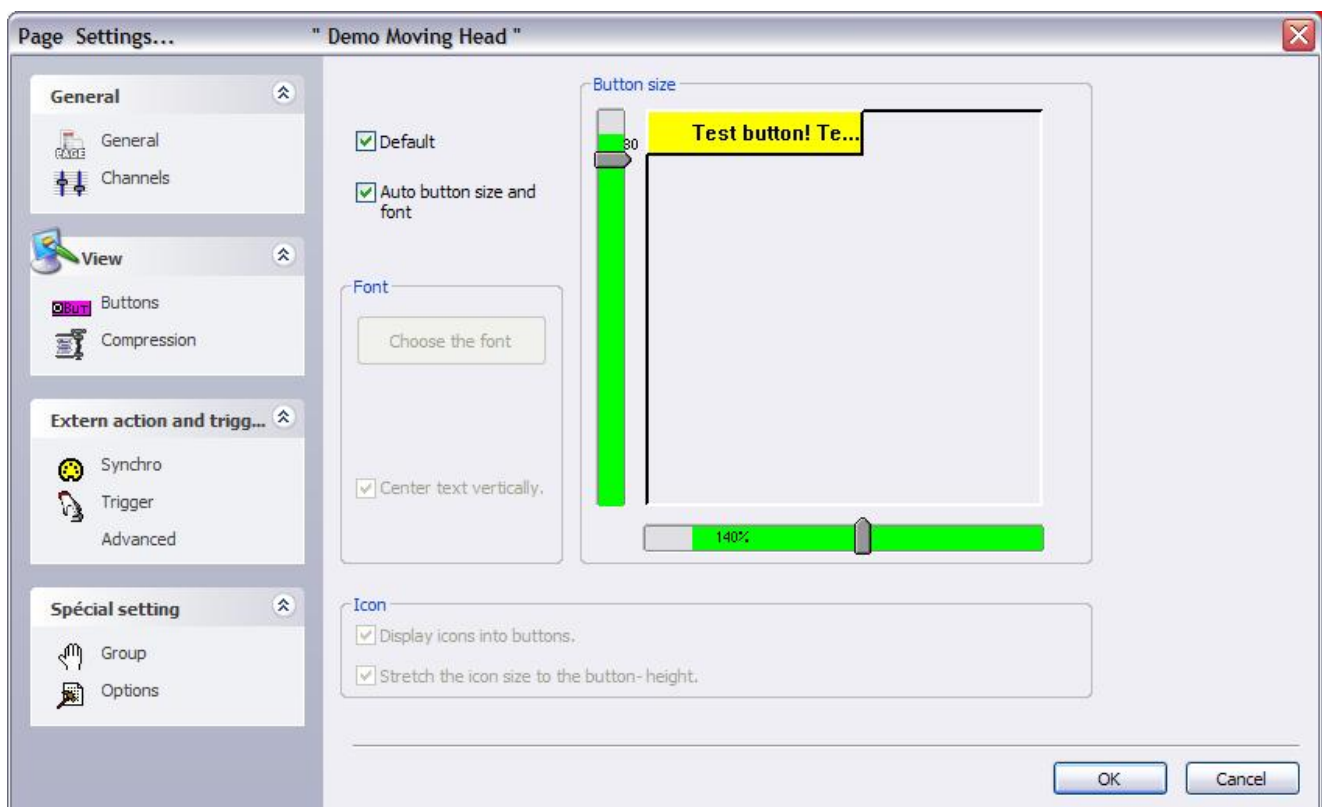 Page Settings... " Demo Moving Head "
General
General
Channels
View
Buttons
Compression
Extern action and trigg...
Synchro
Trigger
Advanced
Spécial setting
Group
Options
Default
Auto button size and
font
Font
Choose the font
Center text vertically.
Button size
30
Test button! Te...
140%
Icon
Display icons into buttons.
Stretch the icon size to the button-height.
OK
Cancel